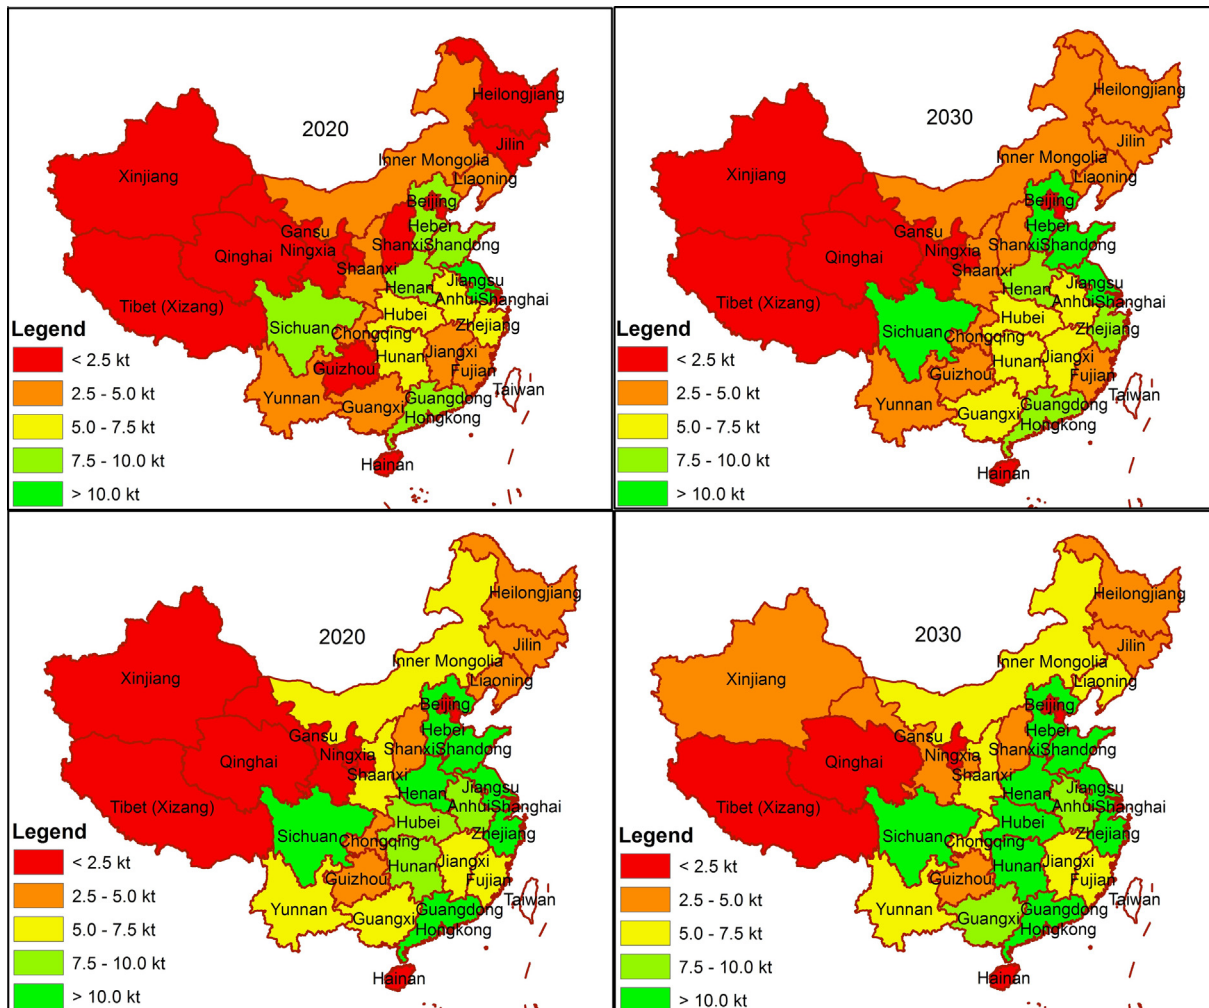 2020
Heilongjiang
Jilin
Inner Mongolia
Liaoning
Xinjiang
Beijing
Hebei
Gansu
Ningxia
Qinghai
Shanxi
Shandong
Shaanxi
Tibet (Xizang)
Henan
Jiangsu
Anhui
Shanghai
Hubei
Sichuan
Chongqing
Zhejiang
Hunan
Jiangxi
Guizhou
Fujian
Yunnan
Guangxi
Guangdong
Hongkong
Taiwan
Hainan
Legend
< 2.5 kt
2.5 - 5.0 kt
5.0 - 7.5 kt
7.5 - 10.0 kt
> 10.0 kt
2030
Heilongjiang
Jilin
Inner Mongolia
Liaoning
Xinjiang
Beijing
Hebei
Gansu
Ningxia
Qinghai
Shanxi
Shandong
Shaanxi
Tibet (Xizang)
Henan
Jiangsu
Anhui
Shanghai
Hubei
Sichuan
Chongqing
Zhejiang
Hunan
Jiangxi
Guizhou
Fujian
Yunnan
Guangxi
Guangdong
Hongkong
Taiwan
Hainan
Legend
< 2.5 kt
2.5 - 5.0 kt
5.0 - 7.5 kt
7.5 - 10.0 kt
> 10.0 kt
2020
Heilongjiang
Jilin
Inner Mongolia
Liaoning
Xinjiang
Beijing
Hebei
Gansu
Ningxia
Qinghai
Shanxi
Shandong
Shaanxi
Tibet (Xizang)
Henan
Jiangsu
Anhui
Shanghai
Hubei
Sichuan
Chongqing
Zhejiang
Hunan
Jiangxi
Guizhou
Fujian
Yunnan
Guangxi
Guangdong
Hongkong
Taiwan
Hainan
Legend
< 2.5 kt
2.5 - 5.0 kt
5.0 - 7.5 kt
7.5 - 10.0 kt
> 10.0 kt
2030
Heilongjiang
Jilin
Inner Mongolia
Liaoning
Xinjiang
Beijing
Hebei
Gansu
Ningxia
Qinghai
Shanxi
Shandong
Shaanxi
Tibet (Xizang)
Henan
Jiangsu
Anhui
Shanghai
Hubei
Sichuan
Chongqing
Zhejiang
Hunan
Jiangxi
Guizhou
Fujian
Yunnan
Guangxi
Guangdong
Hongkong
Taiwan
Hainan
Legend
< 2.5 kt
2.5 - 5.0 kt
5.0 - 7.5 kt
7.5 - 10.0 kt
> 10.0 kt